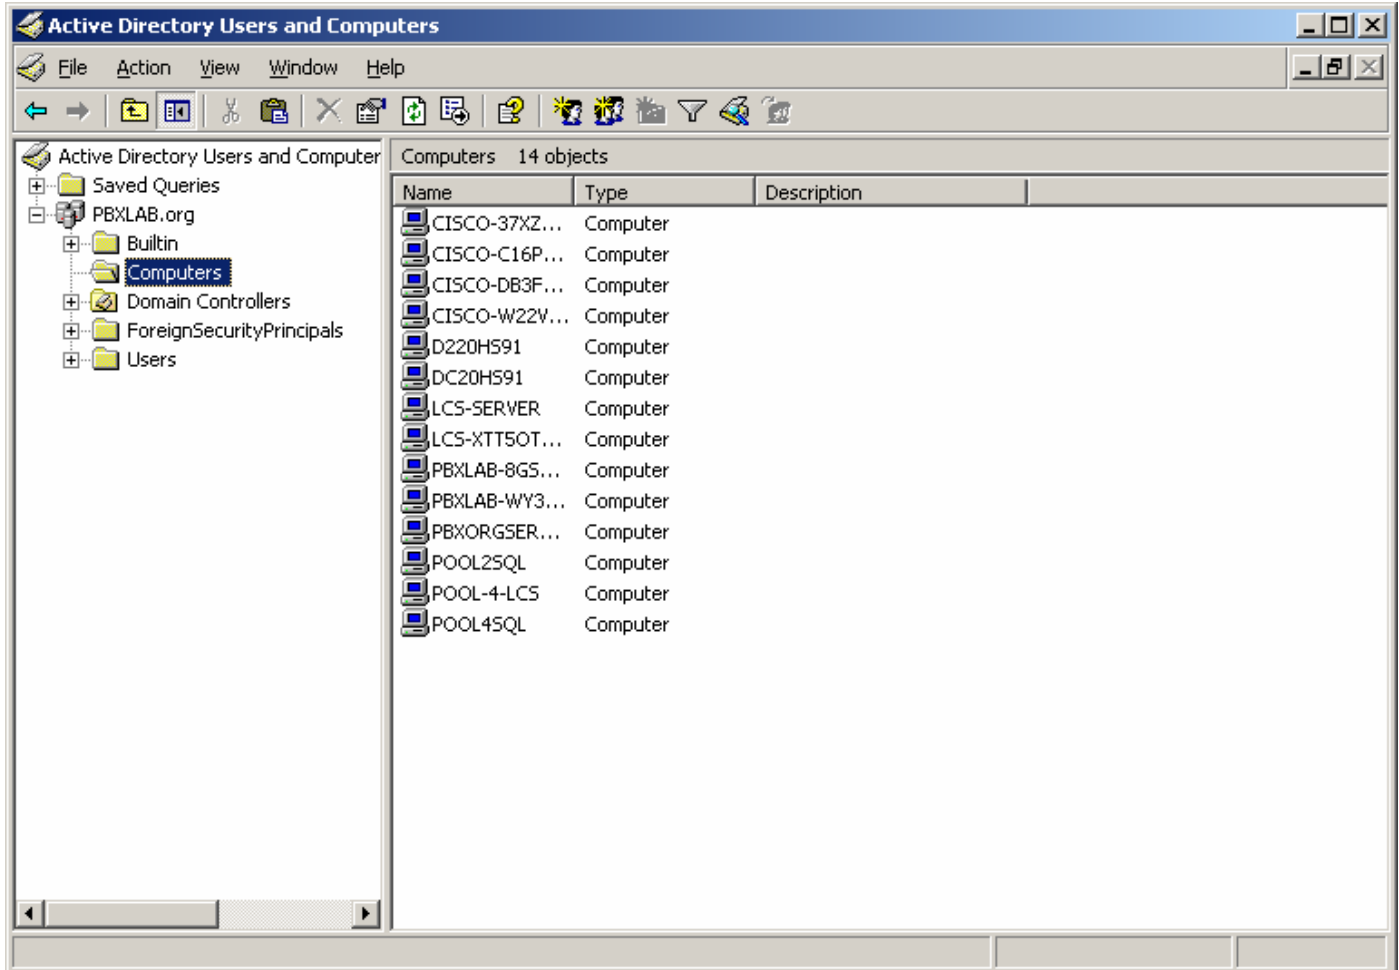 Active Directory Users and Computers
File Action View Window Help
Active Directory Users and Computer
Saved Queries
PBXLAB.org
Builtin
Computers
Domain Controllers
ForeignSecurityPrincipals
Users
Computers 14 objects
Name Type Description
CISCO-37XZ... Computer
CISCO-C16P... Computer
CISCO-DB3F... Computer
CISCO-W22V... Computer
D220HS91 Computer
DC20HS91 Computer
LCS-SERVER Computer
LCS-XTT5OT... Computer
PBXLAB-8GS... Computer
PBXLAB-WY3... Computer
PBXORGSER... Computer
POOL2SQL Computer
POOL-4-LCS Computer
POOL4SQL Computer